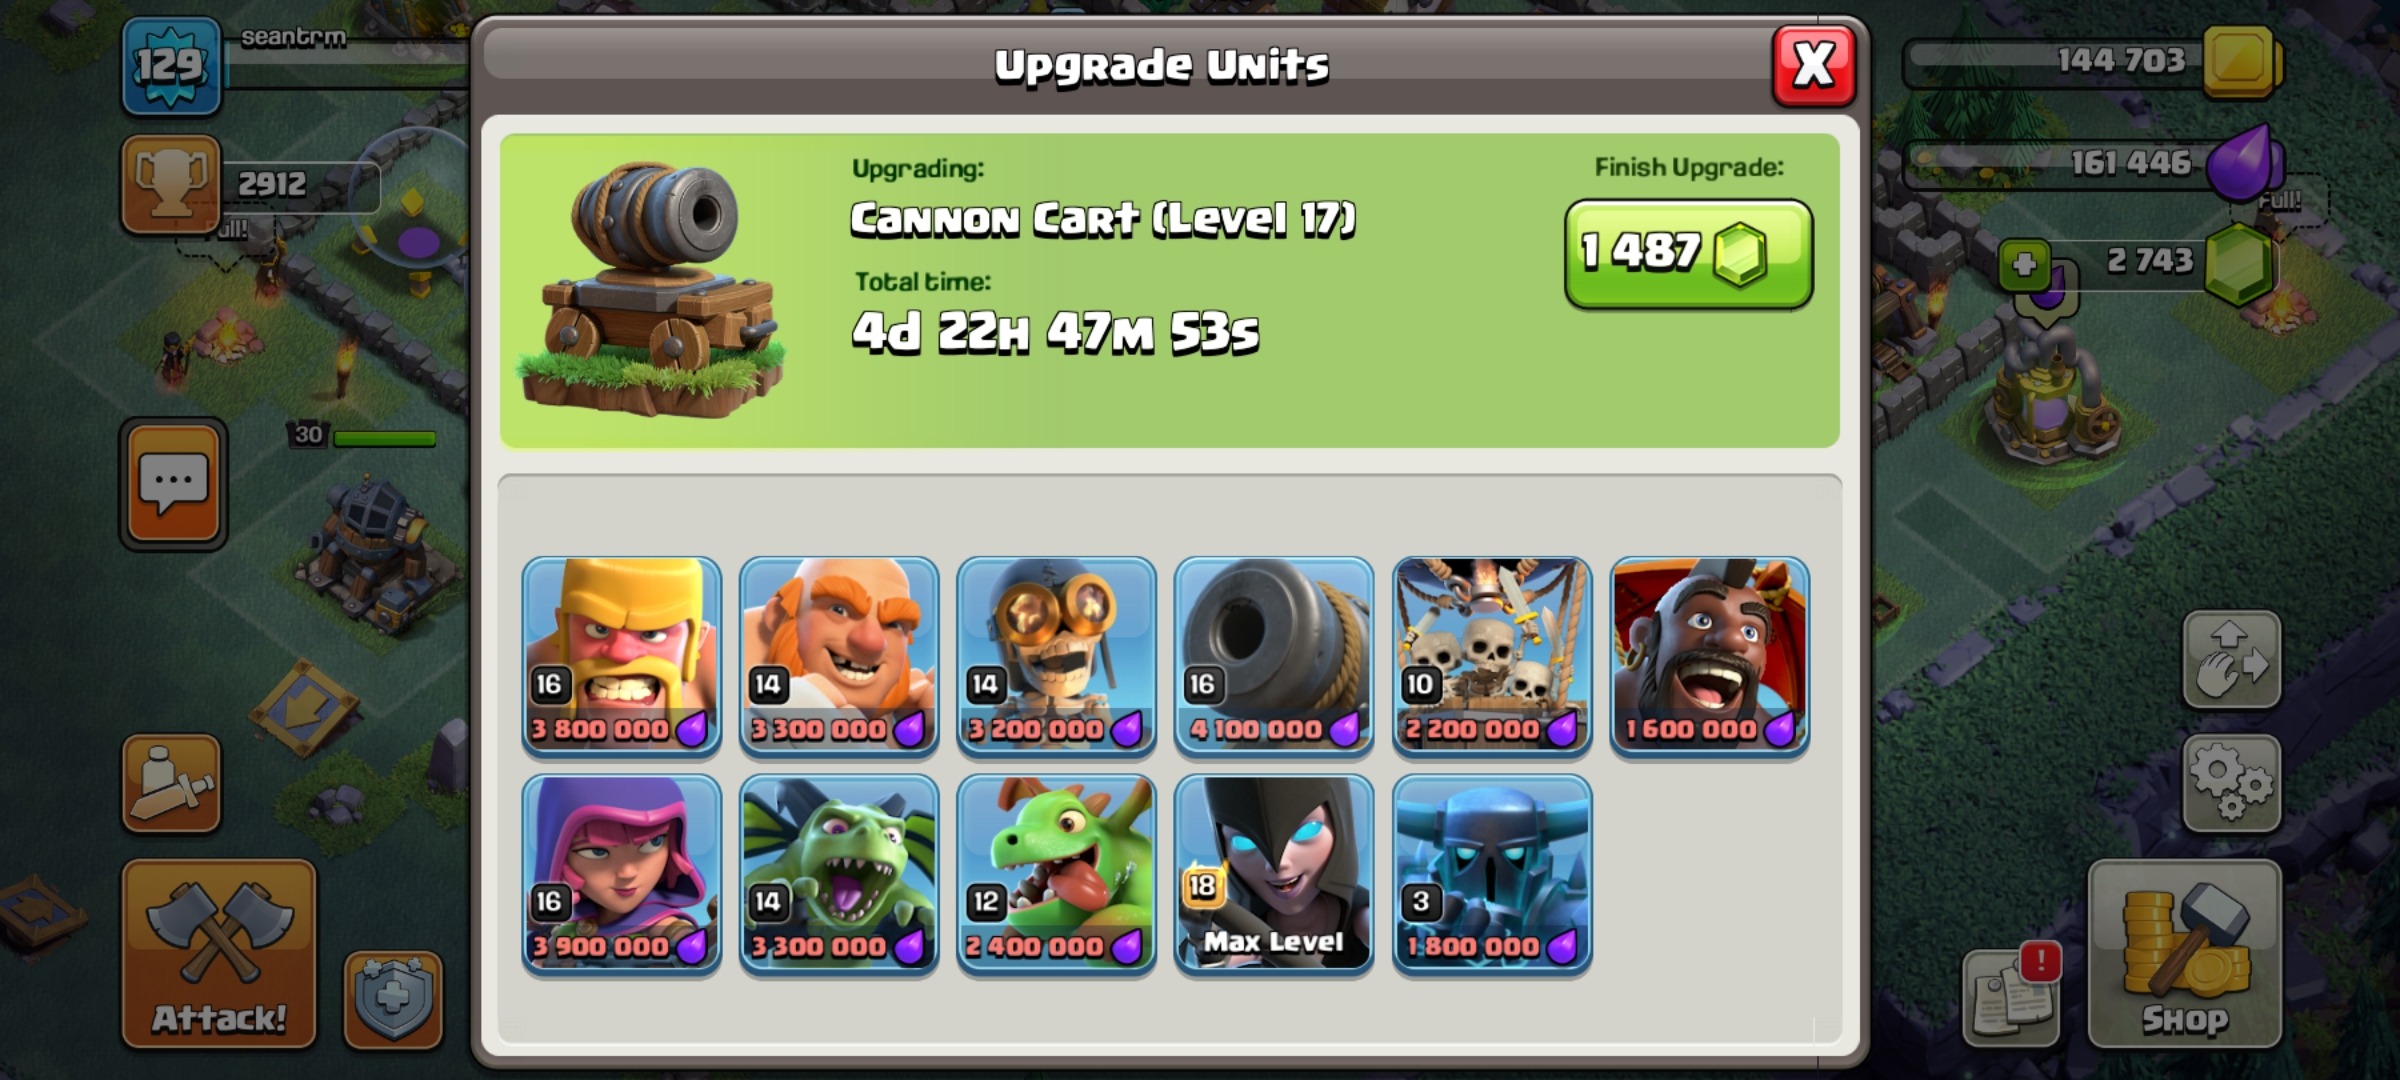 Upgrade Units
X
129
seantrm
2912
ull!
30
Attack!
Upgrading:
Cannon Cart (Level 17)
Total time:
4d 22H 47M 53s
Finish Upgrade:
1 487
16
3 800 000
14
3 300 000
14
3 200 000
16
4 100 000
10
2 200 000
1 600 000
16
3 900 000
14
3 300 000
12
2 400 000
18
Max Level
3
1 800 000
144 703
161 446
Full!
2 743
!
Shop